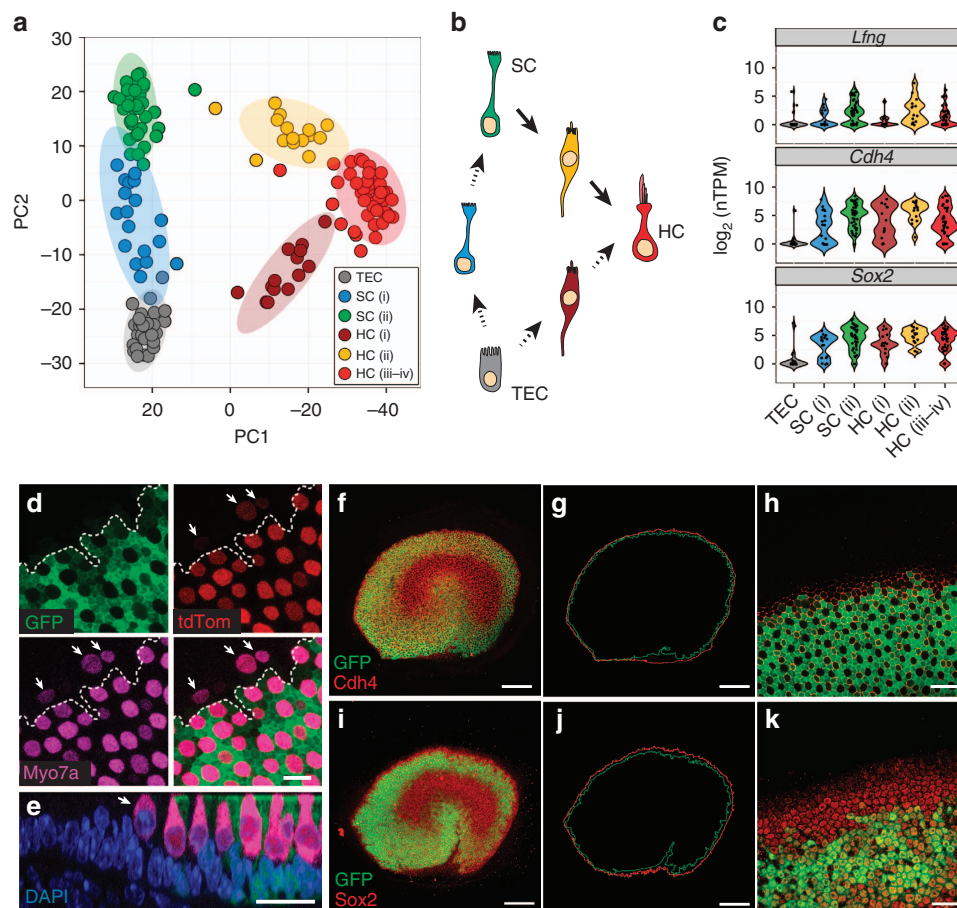 a
PC2
30
20
10
0
−10
−20
−30
20
0
−20
−40
PC1
TEC
SC (i)
SC (ii)
HC (i)
HC (ii)
HC (iii–iv)
b
SC
HC
TEC
c
log2 (nTPM)
Lfng
10
5
0
Cdh4
10
5
0
Sox2
10
5
0
TEC
SC (i)
SC (ii)
HC (i)
HC (ii)
HC (iii–iv)
d
GFP
tdTom
Myo7a
e
DAPI
f
GFP
Cdh4
g
h
i
GFP
Sox2
j
k